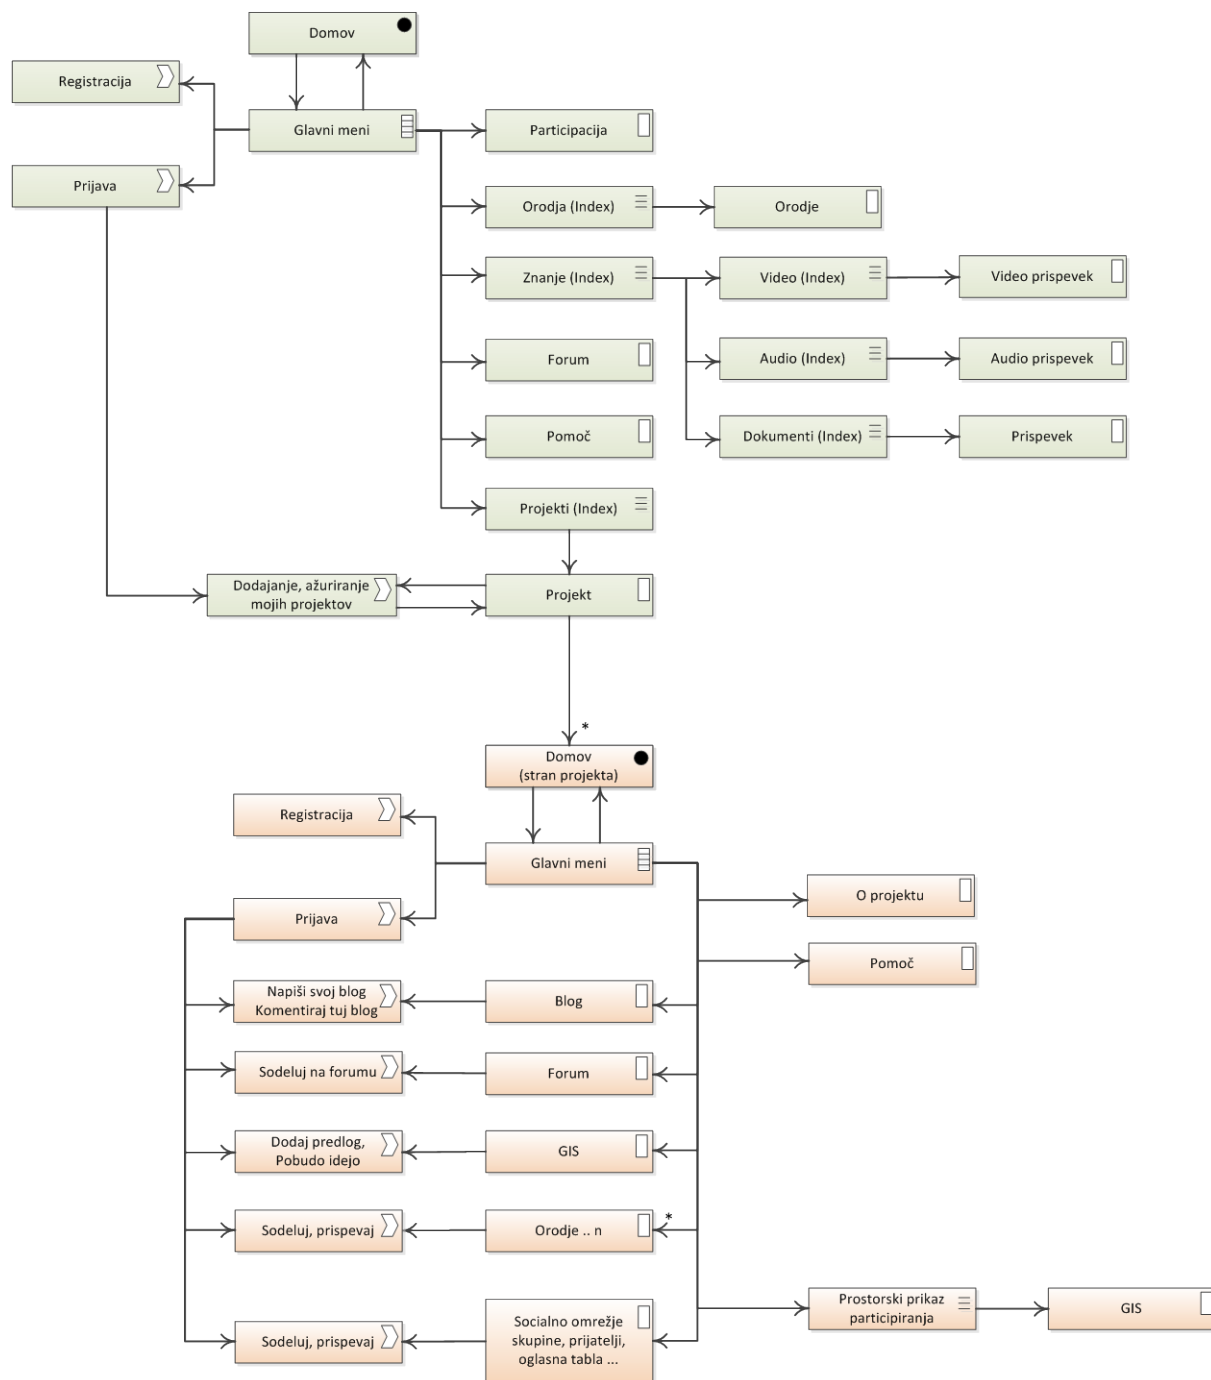 Domov
Registracija
Glavni meni
Participacija
Prijava
Orodja (Index)
Orodje
Znanje (Index)
Video (Index)
Video prispevek
Forum
Audio (Index)
Audio prispevek
Pomoč
Dokumenti (Index)
Prispevek
Projekti (Index)
Dodajanje, ažuriranje
mojih projektov
Projekt
*
Domov
(stran projekta)
Registracija
Glavni meni
O projektu
Prijava
Pomoč
Napiši svoj blog
Komentiraj tuj blog
Blog
Sodeluj na forumu
Forum
Dodaj predlog,
Pobudo idejo
GIS
Sodeluj, prispevaj
Orodje .. n
*
Prostorski prikaz
participiranja
GIS
Sodeluj, prispevaj
Socialno omrežje
skupine, prijatelji,
oglasna tabla ...